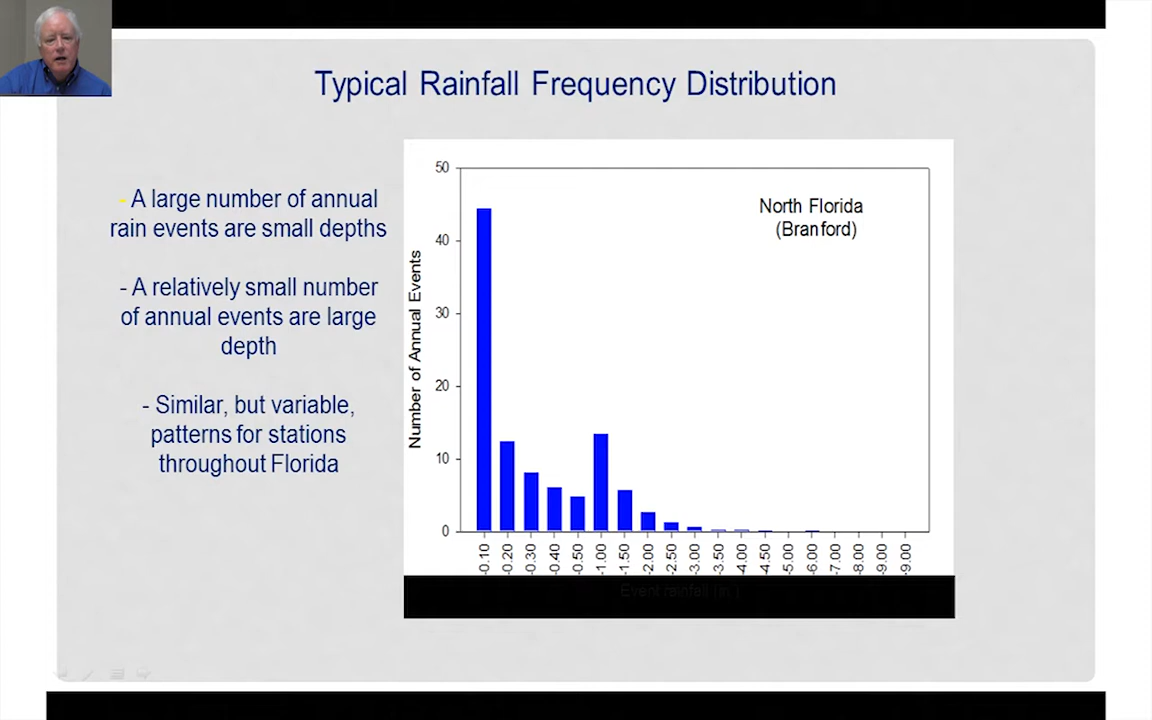 Typical Rainfall Frequency Distribution
- A large number of annual
rain events are small depths
- A relatively small number
of annual events are large
depth
- Similar, but variable,
patterns for stations
throughout Florida
North Florida
(Branford)
Number of Annual Events
50
40
30
20
10
0
-0.10
-0.20
-0.30
-0.40
-0.50
-1.00
-1.50
-2.00
-2.50
-3.00
-3.50
-4.00
-4.50
-5.00
-6.00
-7.00
-8.00
-9.00
-9.00
Event rainfall (in.)